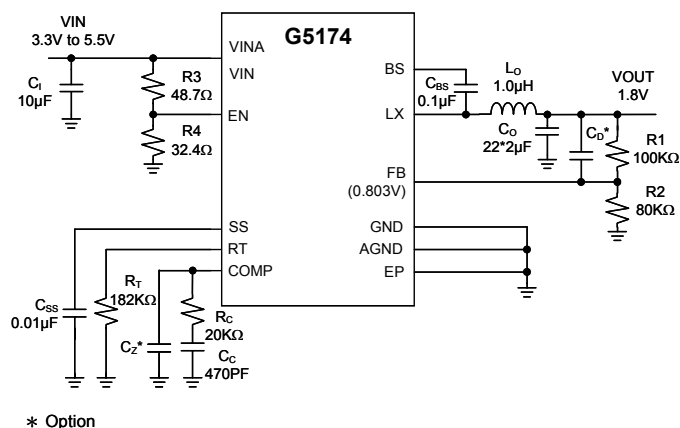 VIN
3.3V to 5.5V
G5174
VINA
VIN
EN
SS
RT
COMP
BS
LX
FB
(0.803V)
GND
AGND
EP
CI
10µF
R3
48.7Ω
R4
32.4Ω
CBS
0.1µF
LO
1.0µH
VOUT
1.8V
CO
22*2µF
CD*
R1
100KΩ
R2
80KΩ
CSS
0.01µF
RT
182KΩ
CZ*
RC
20KΩ
CC
470PF
* Option